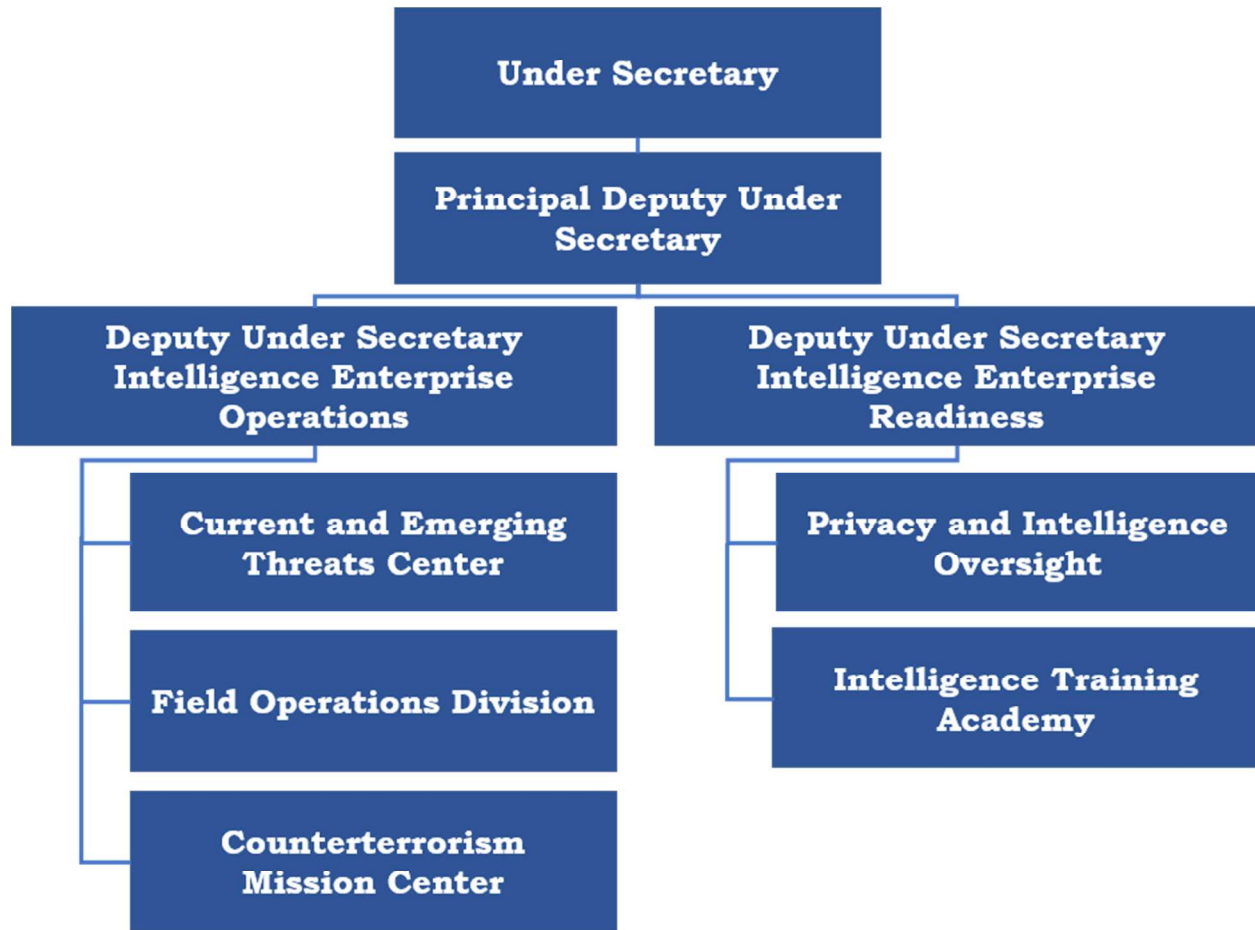 Under Secretary
Principal Deputy Under
Secretary
Deputy Under Secretary
Intelligence Enterprise
Operations
Deputy Under Secretary
Intelligence Enterprise
Readiness
Current and Emerging
Threats Center
Field Operations Division
Counterterrorism
Mission Center
Privacy and Intelligence
Oversight
Intelligence Training
Academy